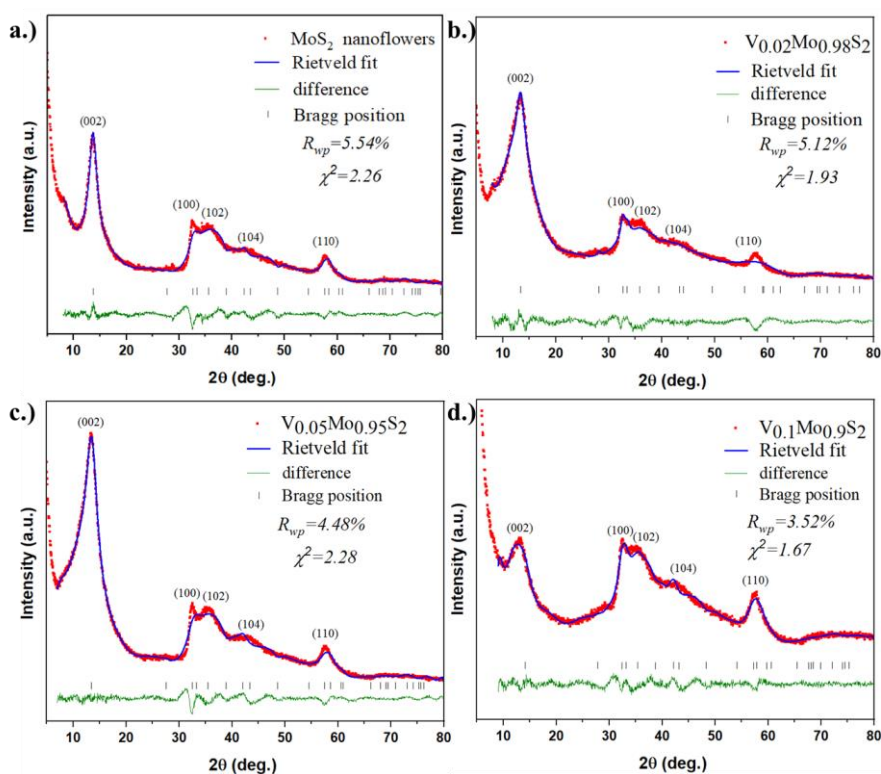 a.)
MoS₂ nanoflowers
Rietveld fit
difference
Bragg position
R_wp=5.54%
χ²=2.26
(002)
(100)
(102)
(104)
(110)
Intensity (a.u.)
10 20 30 40 50 60 70 80
2θ (deg.)
b.)
V0.02Mo0.98S2
Rietveld fit
difference
Bragg position
R_wp=5.12%
χ²=1.93
(002)
(100)
(102)
(104)
(110)
Intensity (a.u.)
10 20 30 40 50 60 70 80
2θ (deg.)
c.)
V0.05Mo0.95S2
Rietveld fit
difference
Bragg position
R_wp=4.48%
χ²=2.28
(002)
(100)
(102)
(104)
(110)
Intensity (a.u.)
10 20 30 40 50 60 70 80
2θ (deg.)
d.)
V0.1Mo0.9S2
Rietveld fit
difference
Bragg position
R_wp=3.52%
χ²=1.67
(002)
(100)
(102)
(104)
(110)
Intensity (a.u.)
10 20 30 40 50 60 70 80
2θ (deg.)